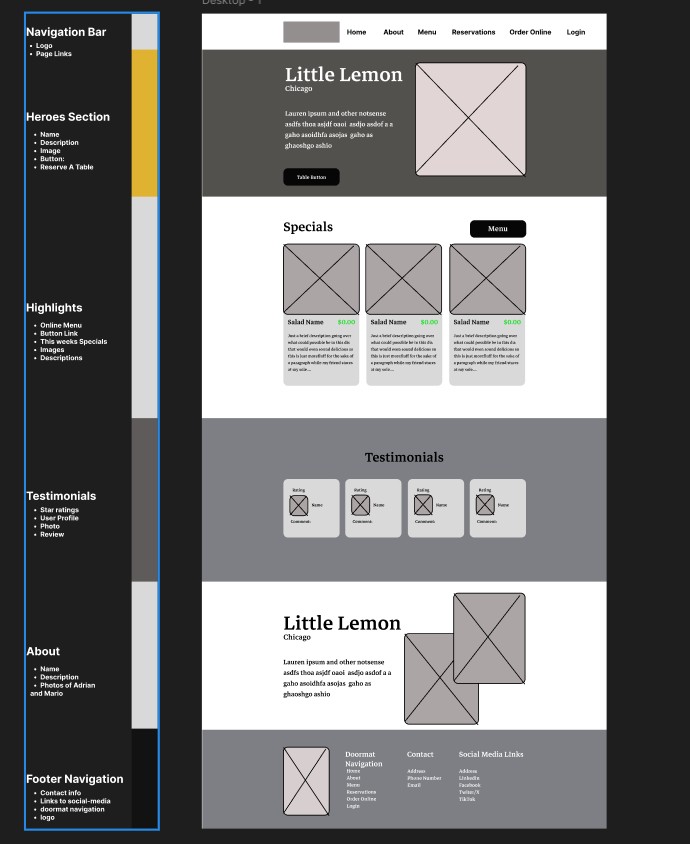 Desktop - 1
Navigation Bar
• Logo
• Page Links
Heroes Section
• Name
• Description
• Image
• Button:
• Reserve A Table
Highlights
• Online Menu
• Button Link
• This weeks Specials
• Images
• Descriptions
Testimonials
• Star ratings
• User Profile
• Photo
• Review
About
• Name
• Description
• Photos of Adrian
and Mario
Footer Navigation
• Contact info
• Links to social-media
• doormat navigation
• logo
Home About Menu Reservations Order Online Login
Little Lemon
Chicago
Lauren ipsum and other notsense
asdfs thoa asjdf oaoi asdjo asdof a a
gaho asoidhfa asojas gaho as
ghaoshgo ashio
Table Button
Specials
Menu
Salad Name $0.00
Just a brief description going over
what could possible be in this dis
that would even sound delicious so
this is just morefluff for the sake of
a paragraph while my friend stares
at my sole ...
Salad Name $0.00
Just a brief description going over
what could possible be in this dis
that would even sound delicious so
this is just morefluff for the sake of
a paragraph while my friend stares
at my sole ...
Salad Name $0.00
Just a brief description going over
what could possible be in this dis
that would even sound delicious so
this is just morefluff for the sake of
a paragraph while my friend stares
at my sole ...
Testimonials
Rating
Name
Comment:
Rating
Name
Comment:
Rating
Name
Comment:
Rating
Name
Comment:
Little Lemon
Chicago
Lauren ipsum and other notsense
asdfs thoa asjdf oaoi asdjo asdof a a
gaho asoidhfa asojas gaho as
ghaoshgo ashio
Doormat
Navigation
Home
About
Menu
Reservations
Order Online
Login
Contact
Address
Phone Number
Email
Social Media LInks
Address
LinkedIn
Facebook
Twitter/X
TikTok